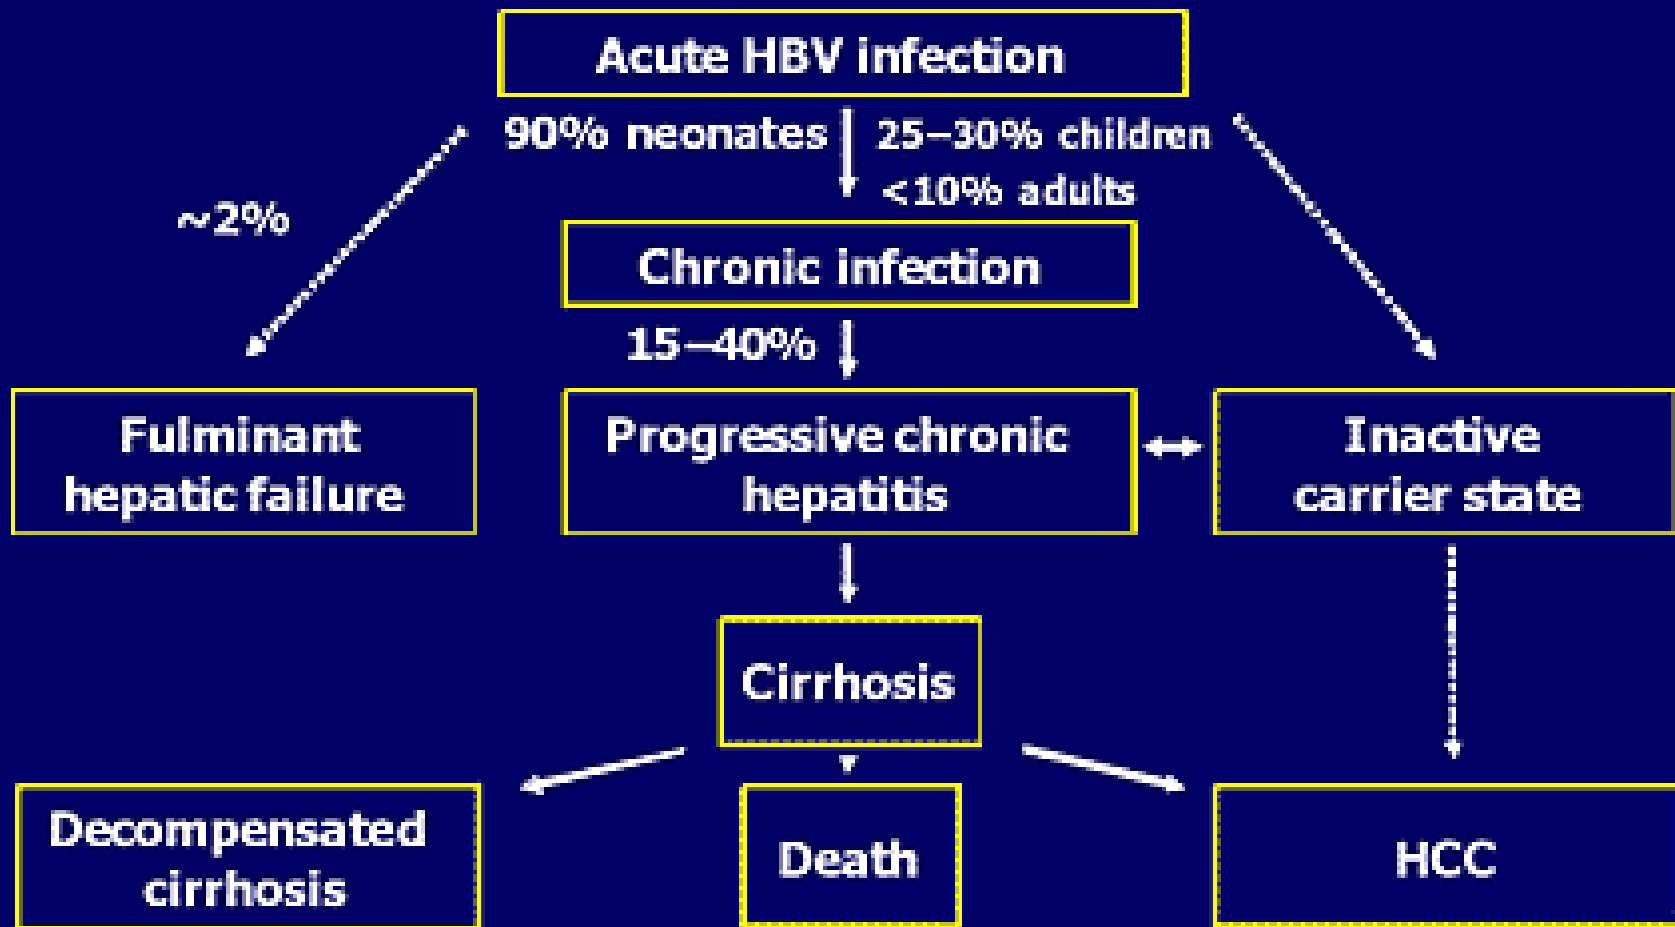 Acute HBV infection
90% neonates
25–30% children
<10% adults
~2%
Chronic infection
15–40%
Fulminant
hepatic failure
Progressive chronic
hepatitis
Inactive
carrier state
Cirrhosis
Decompensated
cirrhosis
Death
HCC